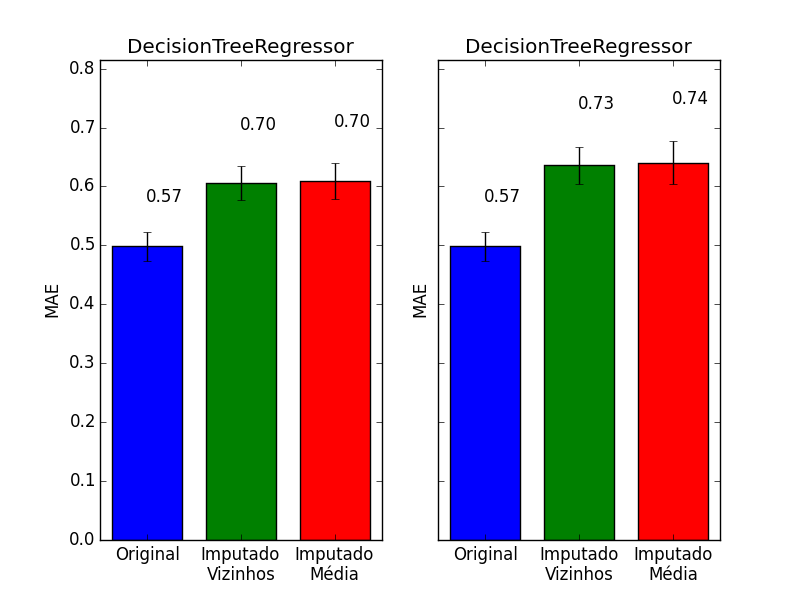 DecisionTreeRegressor
MAE
0.8
0.7
0.6
0.5
0.4
0.3
0.2
0.1
0.0
0.57
0.70
0.70
Original
Imputado
Vizinhos
Imputado
Média
DecisionTreeRegressor
MAE
0.57
0.73
0.74
Original
Imputado
Vizinhos
Imputado
Média